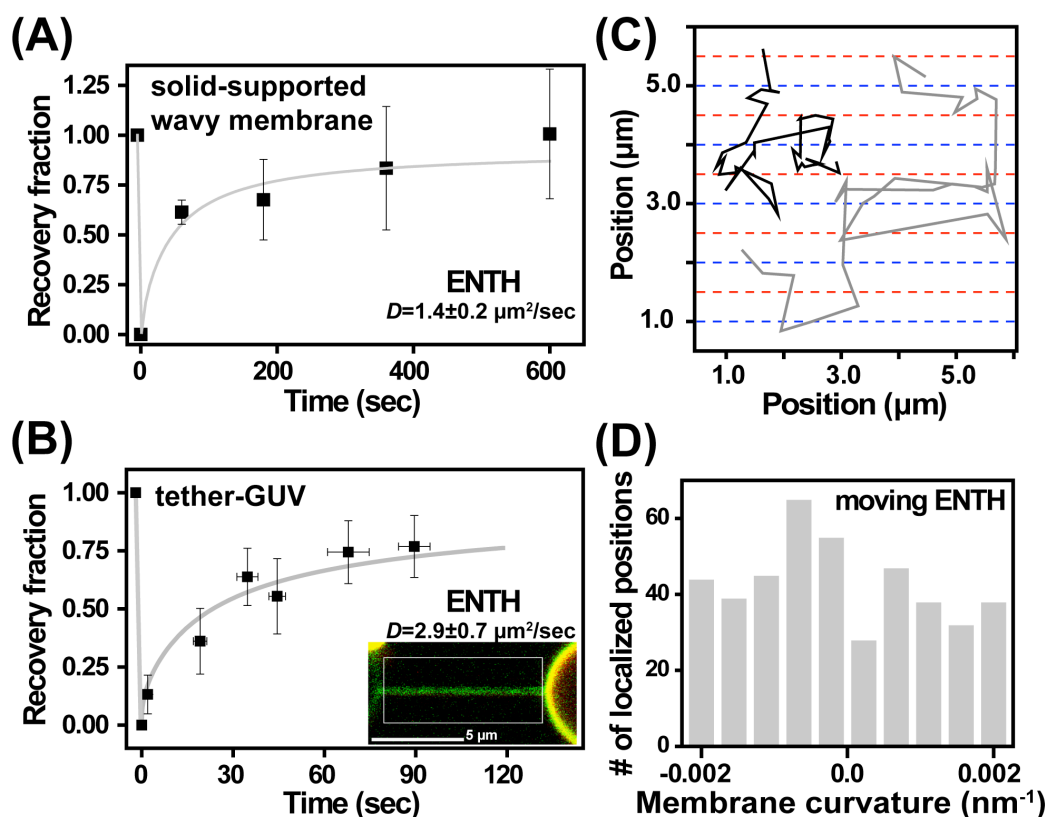 (A)
solid-supported
wavy membrane
1.25
1.00
0.75
0.50
0.25
0.00
Recovery fraction
ENTH
D=1.4±0.2 µm²/sec
0
200
400
600
Time (sec)
(B)
tether-GUV
1.00
0.75
0.50
0.25
0.00
Recovery fraction
ENTH
D=2.9±0.7 µm²/sec
5 µm
0
30
60
90
120
Time (sec)
(C)
5.0
3.0
1.0
Position (µm)
1.0
3.0
5.0
Position (µm)
(D)
moving ENTH
60
40
20
0
# of localized positions
-0.002
0.0
0.002
Membrane curvature (nm⁻¹)